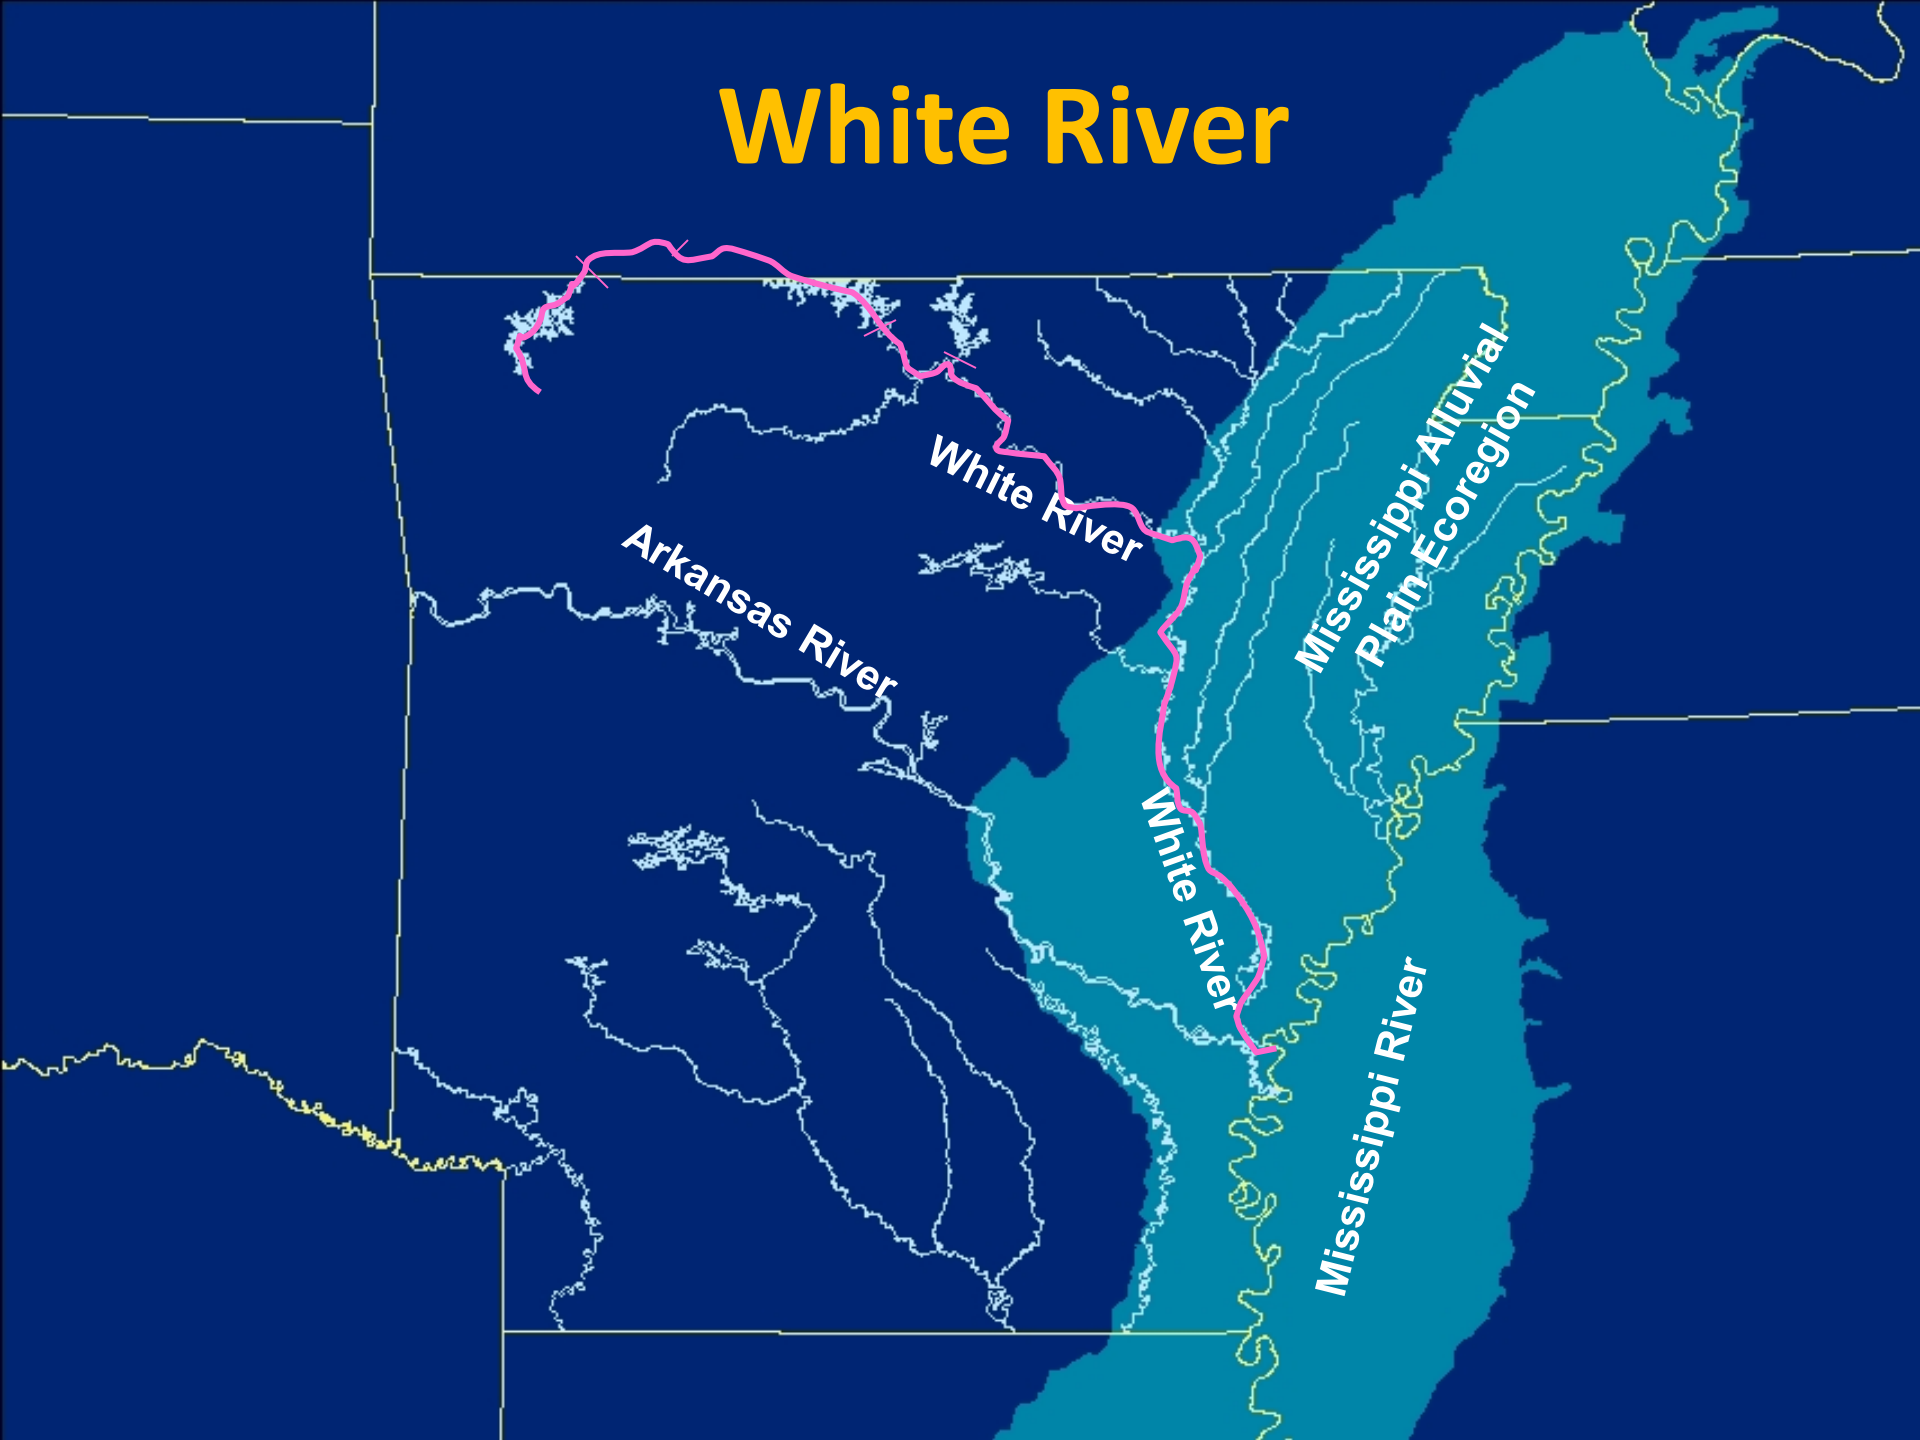 White River
Mississippi Alluvial
Plain Ecoregion
White River
Arkansas River
White River
Mississippi River